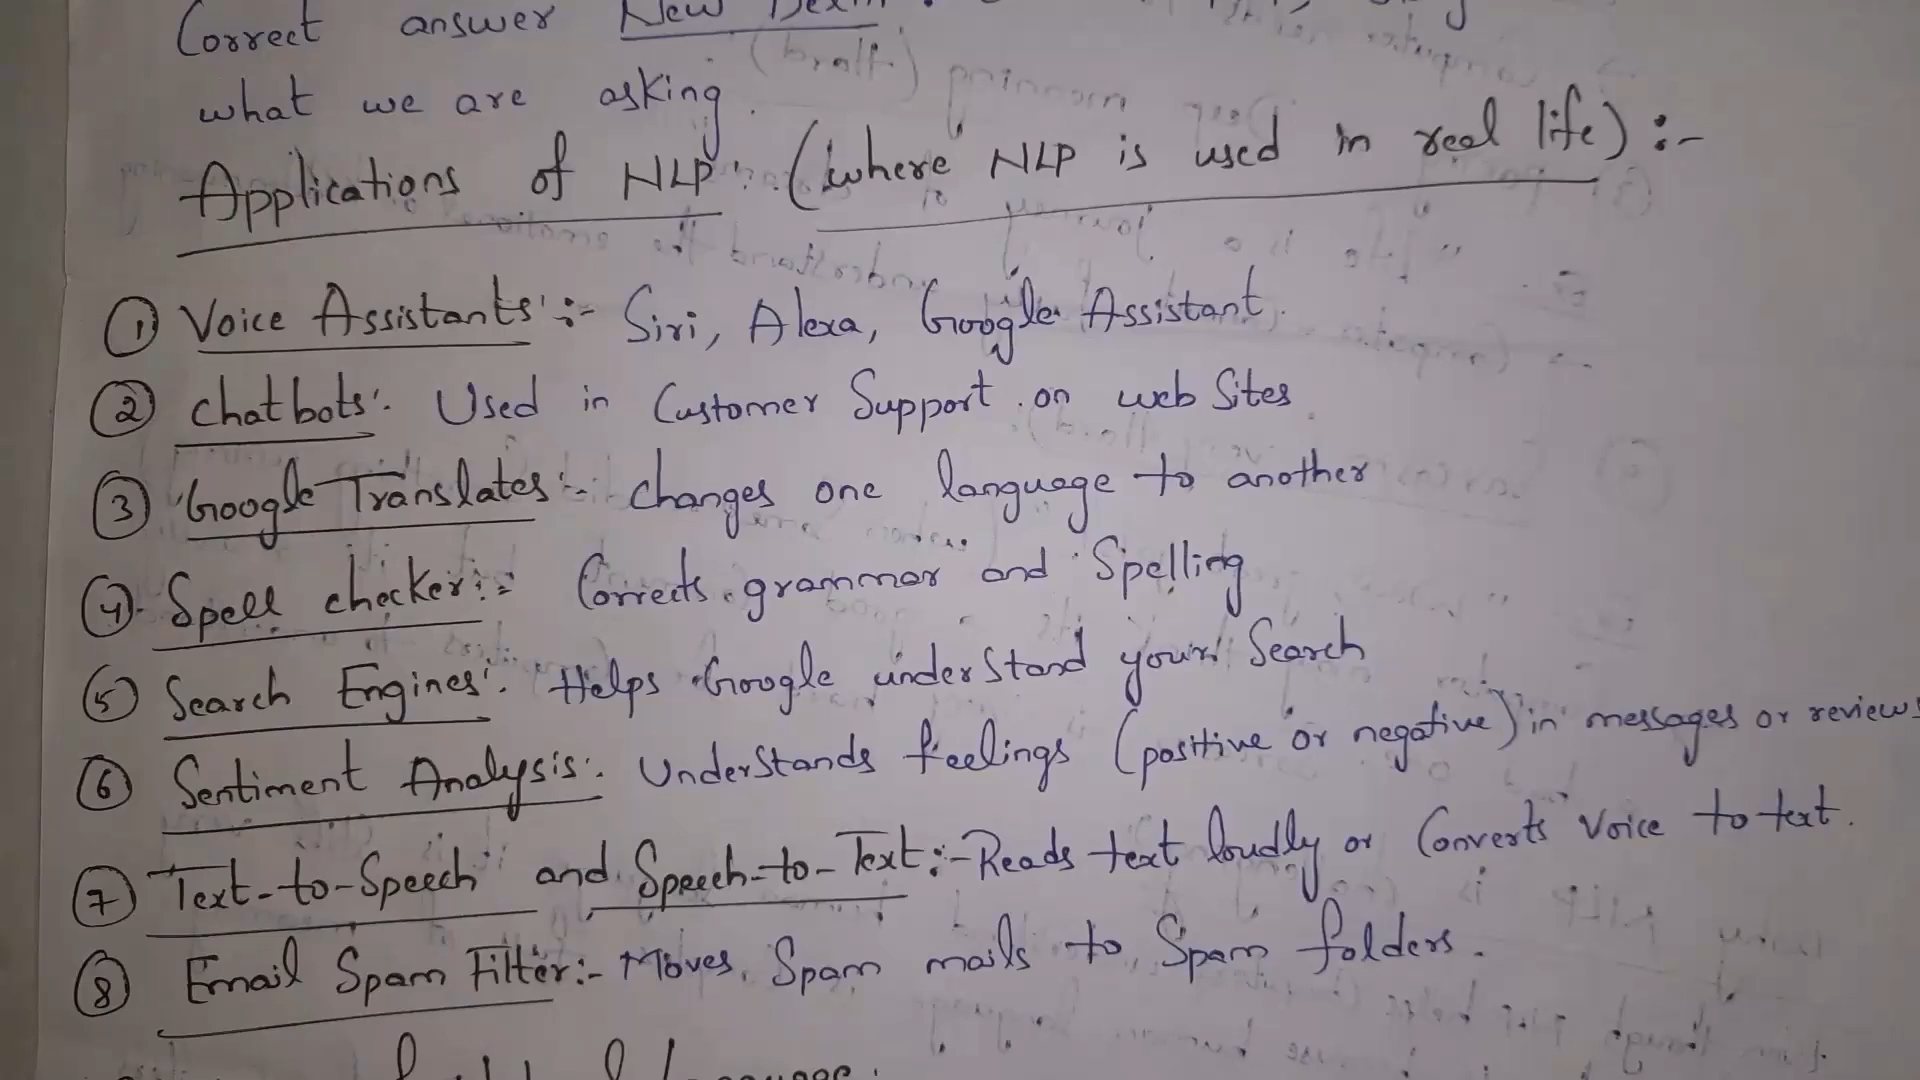 Correct answer New Delhi.
what we are asking.
Applications of NLP: (where NLP is used in real life) :-
① Voice Assistants :- Siri, Alexa, Google Assistant.
② chatbots: Used in Customer Support on web Sites
③ Google Translates :- changes one language to another
④ Spell checker :- Corrects grammar and Spelling
⑤ Search Engines: Helps Google understand your Search
⑥ Sentiment Analysis: Understands feelings (positive or negative) in messages or reviews
⑦ Text-to-Speech and Speech-to-Text :- Reads text loudly or Converts Voice to text.
⑧ Email Spam Filter :- Moves Spam mails to Spam folders.